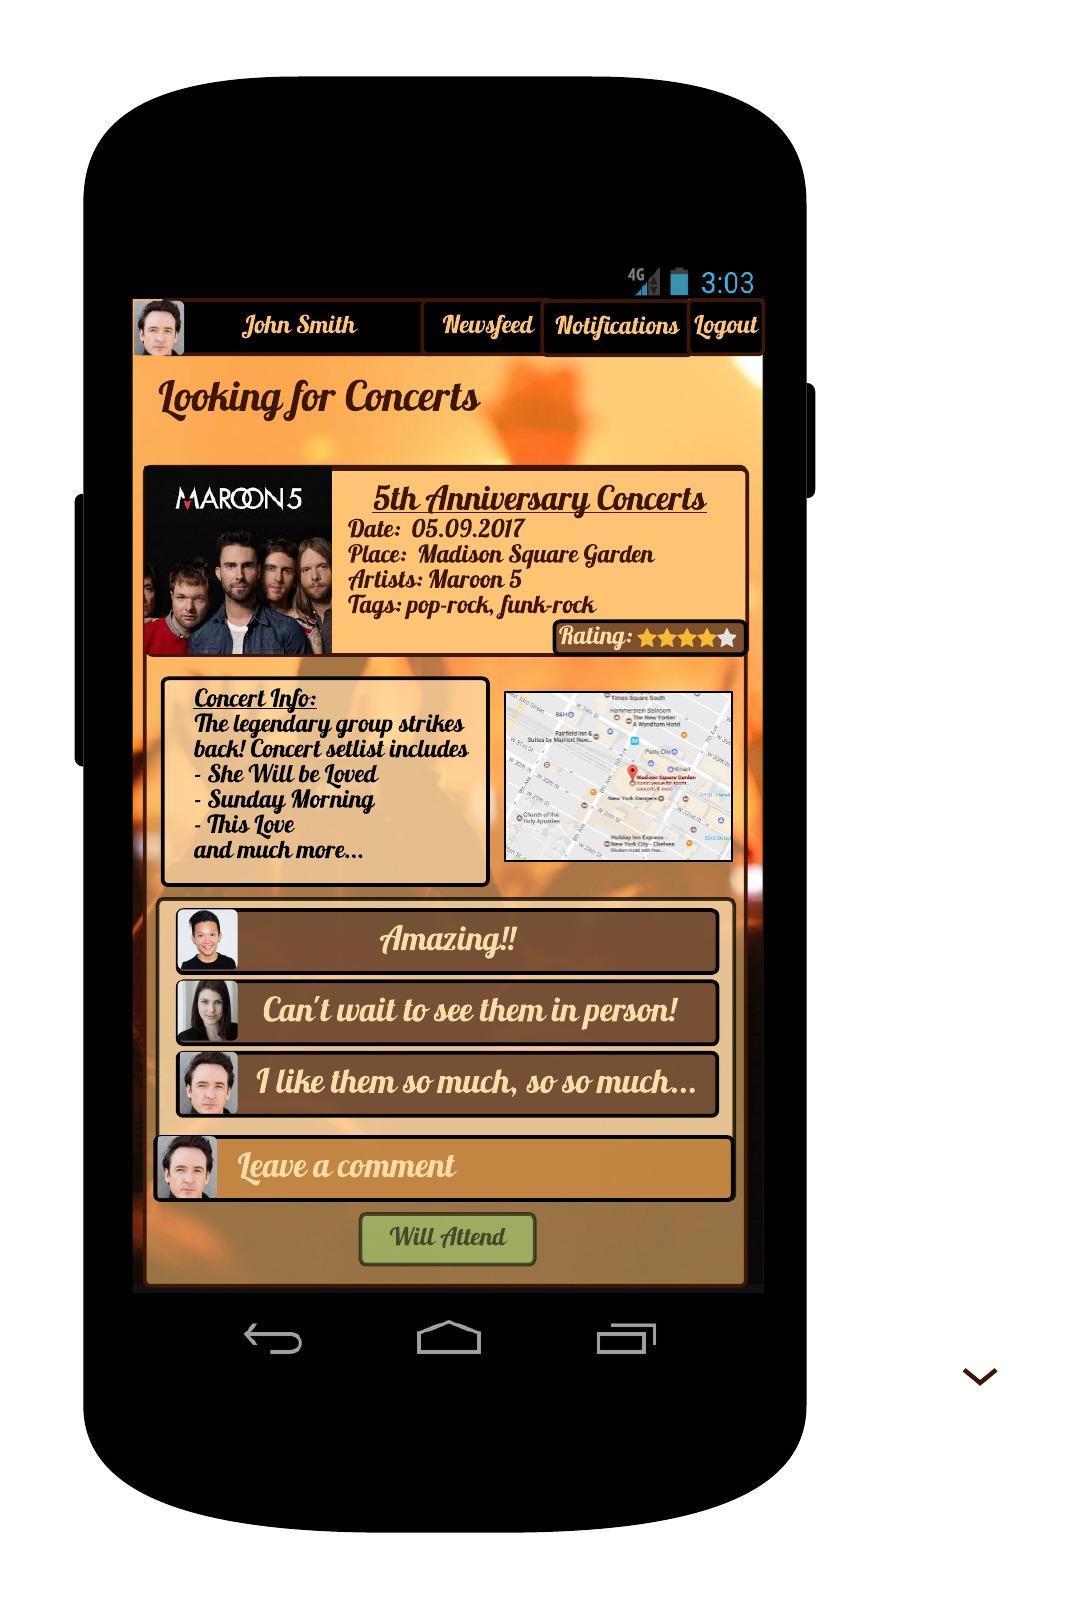 4G 3:03
John Smith Newsfeed Notifications Logout
Looking for Concerts
MAROON 5
5th Anniversary Concerts
Date: 05.09.2017
Place: Madison Square Garden
Artists: Maroon 5
Tags: pop-rock, funk-rock
Rating:
Concert Info:
The legendary group strikes
back! Concert setlist includes
- She Will be Loved
- Sunday Morning
- This Love
and much more...
Times Square South
Hammerstein Ballroom
The New Yorker
A Wyndham Hotel
B&H
Fairfield Inn &
Suites by Marriott New...
Party City
Kmart
Madison Square Garden
New York Rangers
Church of the
Holy Apostles
Holiday Inn Express
New York City - Chelsea
Amazing!!
Can't wait to see them in person!
I like them so much, so so much...
Leave a comment
Will Attend